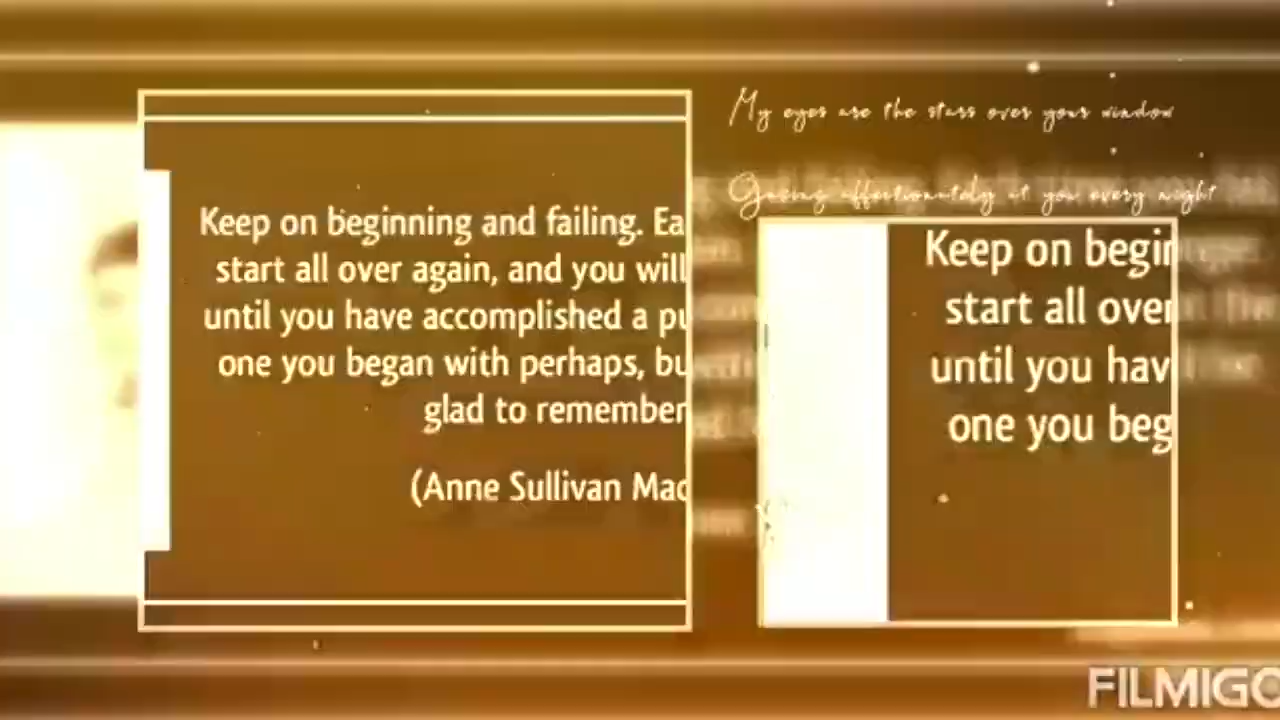 Keep on beginning and failing. Ea
start all over again, and you will
until you have accomplished a pu
one you began with perhaps, bu
glad to remember
(Anne Sullivan Mac
My eyes are the stars over your window
Gazing affectionately at you every night
Keep on begin
start all over
until you hav
one you beg
FILMIGO